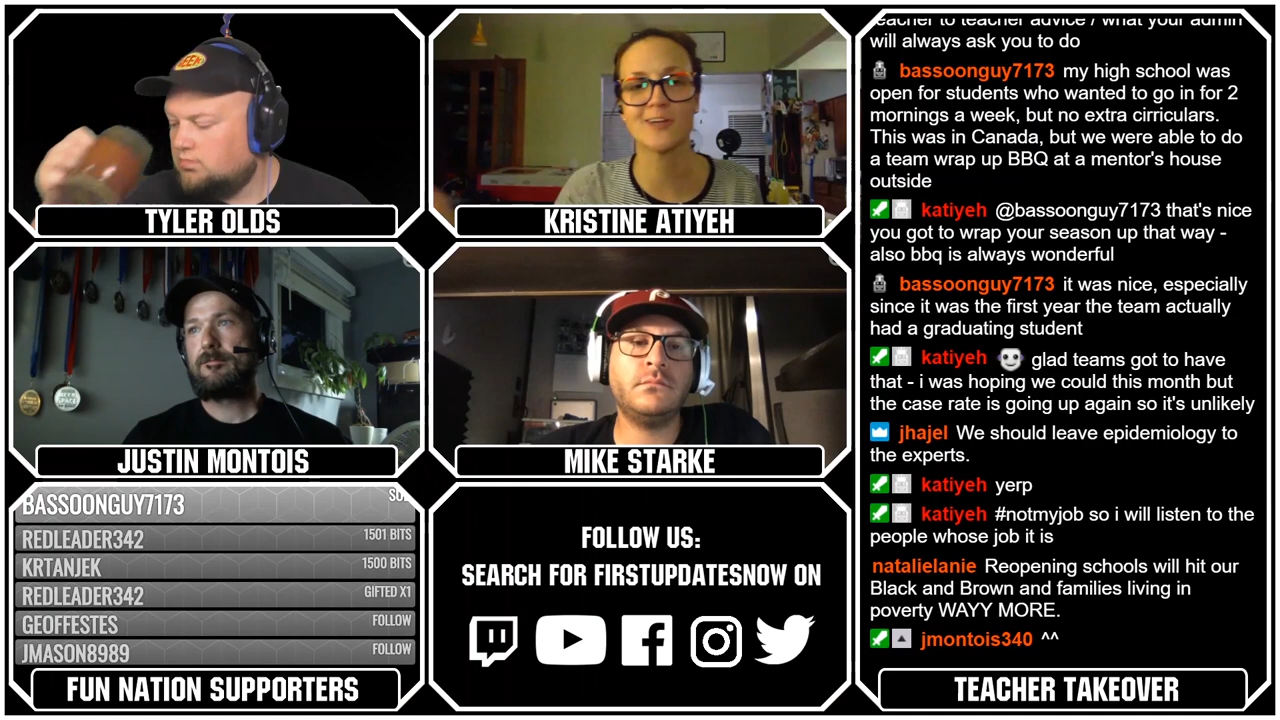 GEEK
TYLER OLDS
KRISTINE ATIYEH
JUSTIN MONTOIS
P
MIKE STARKE
BASSOONGUY7173
REDLEADER342 1501 BITS
KRTANJEK 1500 BITS
REDLEADER342 GIFTED X1
GEOFFESTES FOLLOW
JMASON8989 FOLLOW
FUN NATION SUPPORTERS
FOLLOW US:
SEARCH FOR FIRSTUPDATESNOW ON
teacher to teacher advice / what your admin
will always ask you to do
bassoonguy7173 my high school was
open for students who wanted to go in for 2
mornings a week, but no extra cirriculars.
This was in Canada, but we were able to do
a team wrap up BBQ at a mentor's house
outside
katiyeh @bassoonguy7173 that's nice
you got to wrap your season up that way -
also bbq is always wonderful
bassoonguy7173 it was nice, especially
since it was the first year the team actually
had a graduating student
katiyeh glad teams got to have
that - i was hoping we could this month but
the case rate is going up again so it's unlikely
jhajel We should leave epidemiology to
the experts.
katiyeh yerp
katiyeh #notmyjob so i will listen to the
people whose job it is
natalielanie Reopening schools will hit our
Black and Brown and families living in
poverty WAYY MORE.
jmontois340 ^^
TEACHER TAKEOVER